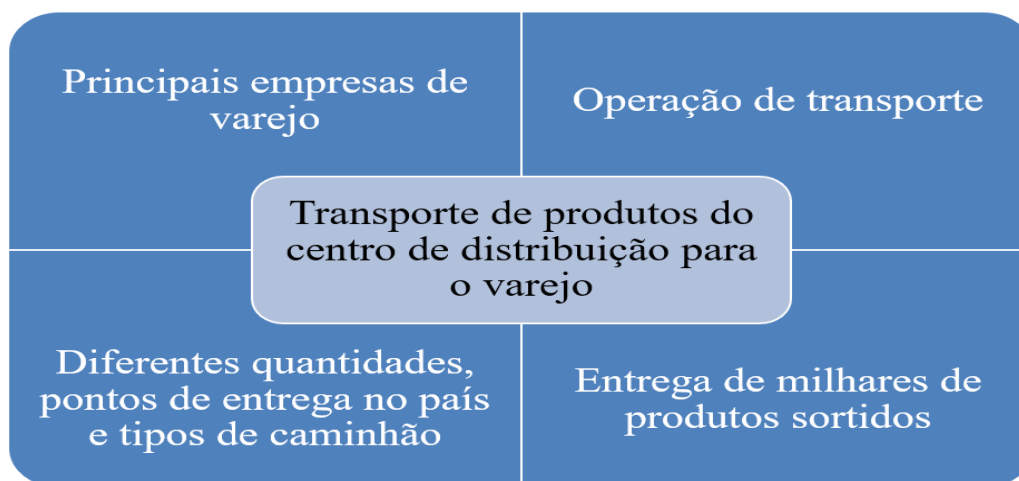 Principais empresas de
varejo
Operação de transporte
Transporte de produtos do
centro de distribuição para
o varejo
Diferentes quantidades,
pontos de entrega no país
e tipos de caminhão
Entrega de milhares de
produtos sortidos